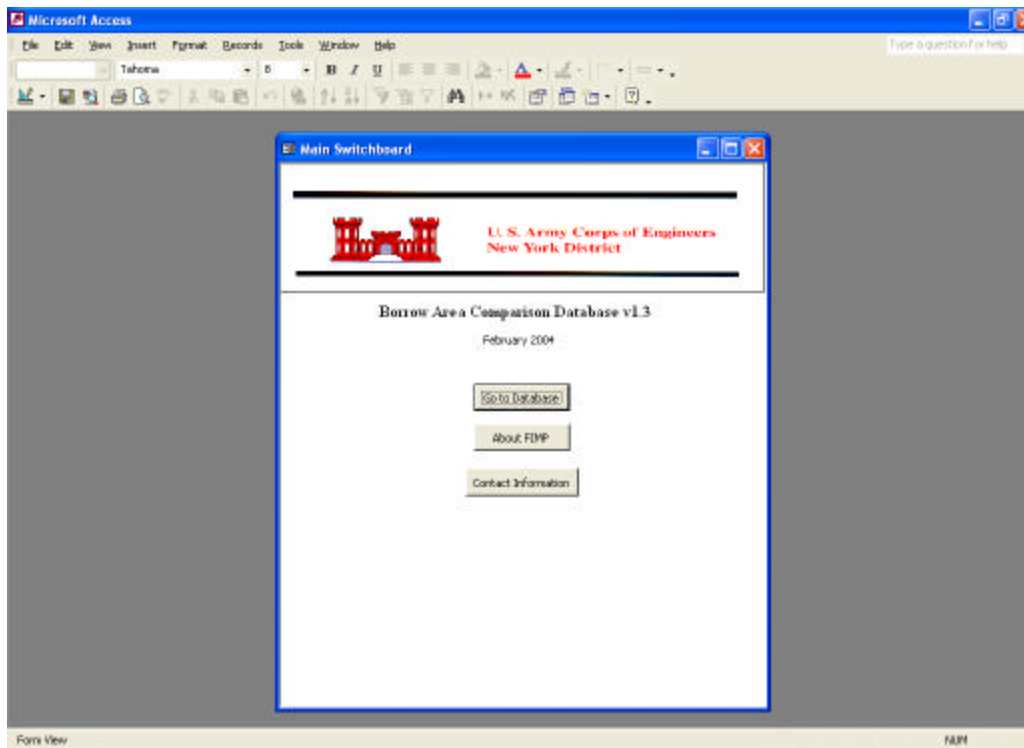 Microsoft Access
File Edit View Insert Format Records Tools Window Help
Type a question for help
Tahoma 8 B I U A
Main Switchboard
U. S. Army Corps of Engineers
New York District
Borrow Area Comparison Database v1.3
February 2004
Go to Database
About FIMP
Contact Information
Form View NUM